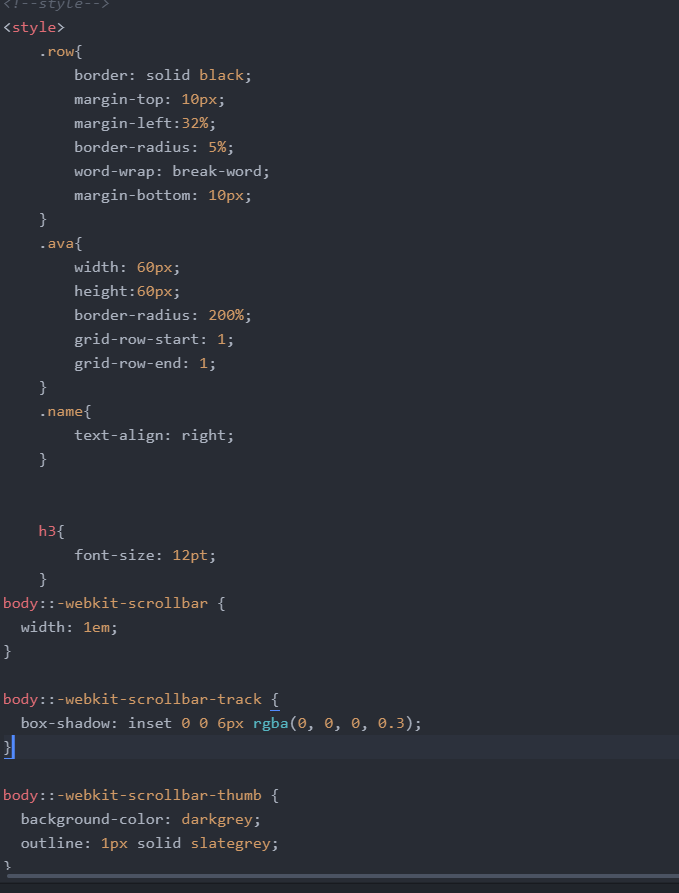 <!--style-->
<style>
.row{
border: solid black;
margin-top: 10px;
margin-left:32%;
border-radius: 5%;
word-wrap: break-word;
margin-bottom: 10px;
}
.ava{
width: 60px;
height:60px;
border-radius: 200%;
grid-row-start: 1;
grid-row-end: 1;
}
.name{
text-align: right;
}
h3{
font-size: 12pt;
}
body::-webkit-scrollbar {
width: 1em;
}
body::-webkit-scrollbar-track {
box-shadow: inset 0 0 6px rgba(0, 0, 0, 0.3);
}
body::-webkit-scrollbar-thumb {
background-color: darkgrey;
outline: 1px solid slategrey;
}